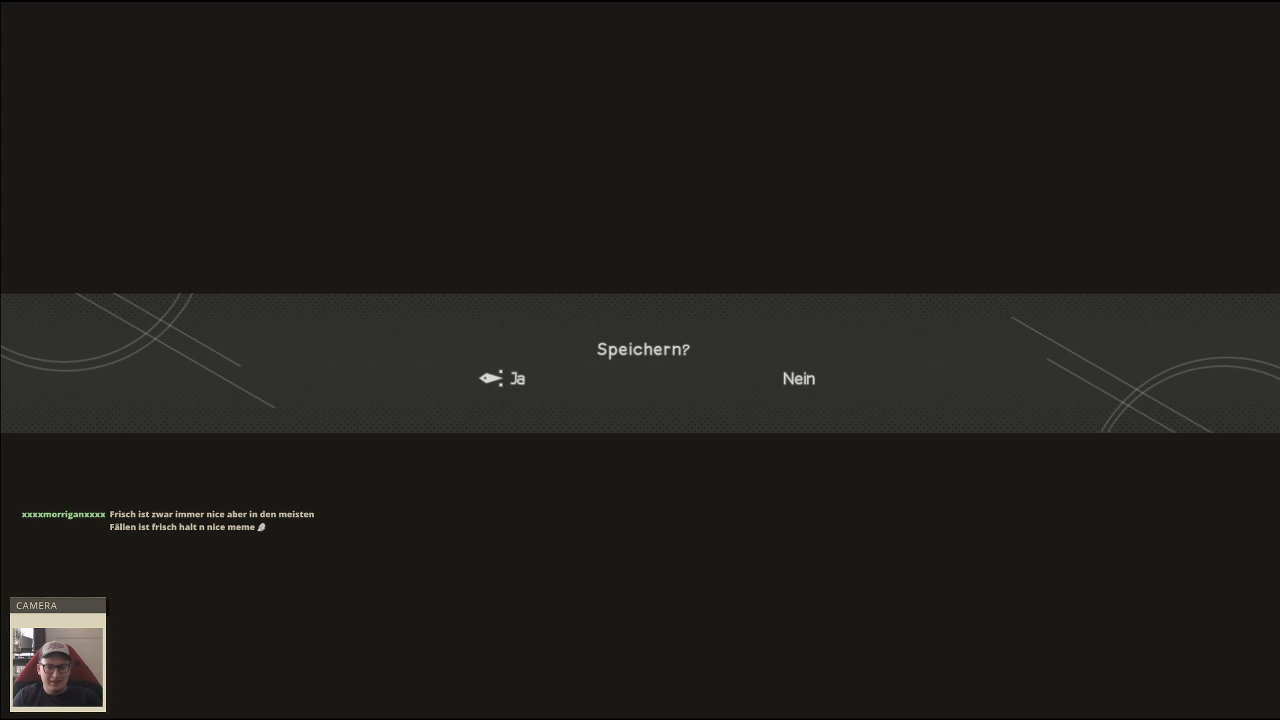 Speichern?
Ja
Nein
xxxxmorriganxxxx Frisch ist zwar immer nice aber in den meisten
Fällen ist frisch halt n nice meme
CAMERA